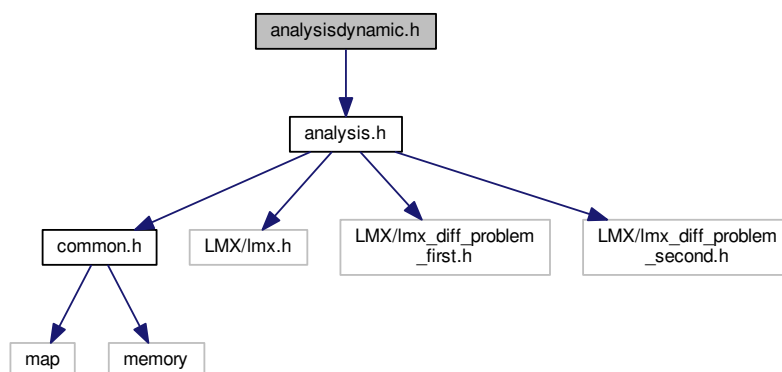 analysisdynamic.h
analysis.h
common.h
LMX/lmx.h
LMX/lmx_diff_problem
_first.h
LMX/lmx_diff_problem
_second.h
map
memory